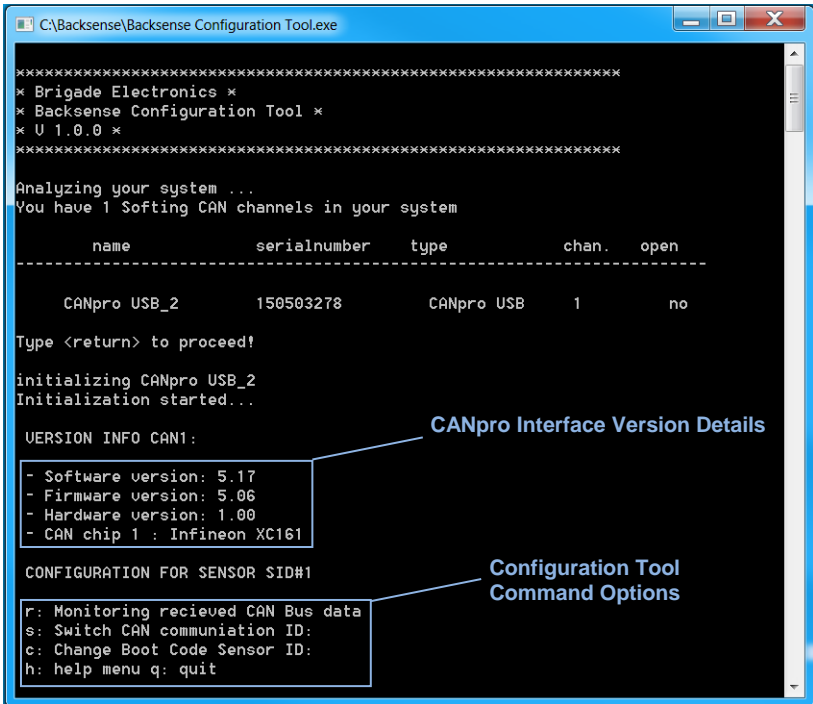 C:\Backsense\Backsense Configuration Tool.exe
***************************************************************
* Brigade Electronics *
* Backsense Configuration Tool *
* V 1.0.0 *
***************************************************************
Analyzing your system ...
You have 1 Softing CAN channels in your system
name serialnumber type chan. open
------------------------------------------------------------------------
CANpro USB_2 150503278 CANpro USB 1 no
Type <return> to proceed!
initializing CANpro USB_2
Initialization started...
CANpro Interface Version Details
VERSION INFO CAN1:
- Software version: 5.17
- Firmware version: 5.06
- Hardware version: 1.00
- CAN chip 1 : Infineon XC161
CONFIGURATION FOR SENSOR SID#1
Configuration Tool
Command Options
r: Monitoring recieved CAN Bus data
s: Switch CAN communiation ID:
c: Change Boot Code Sensor ID:
h: help menu q: quit